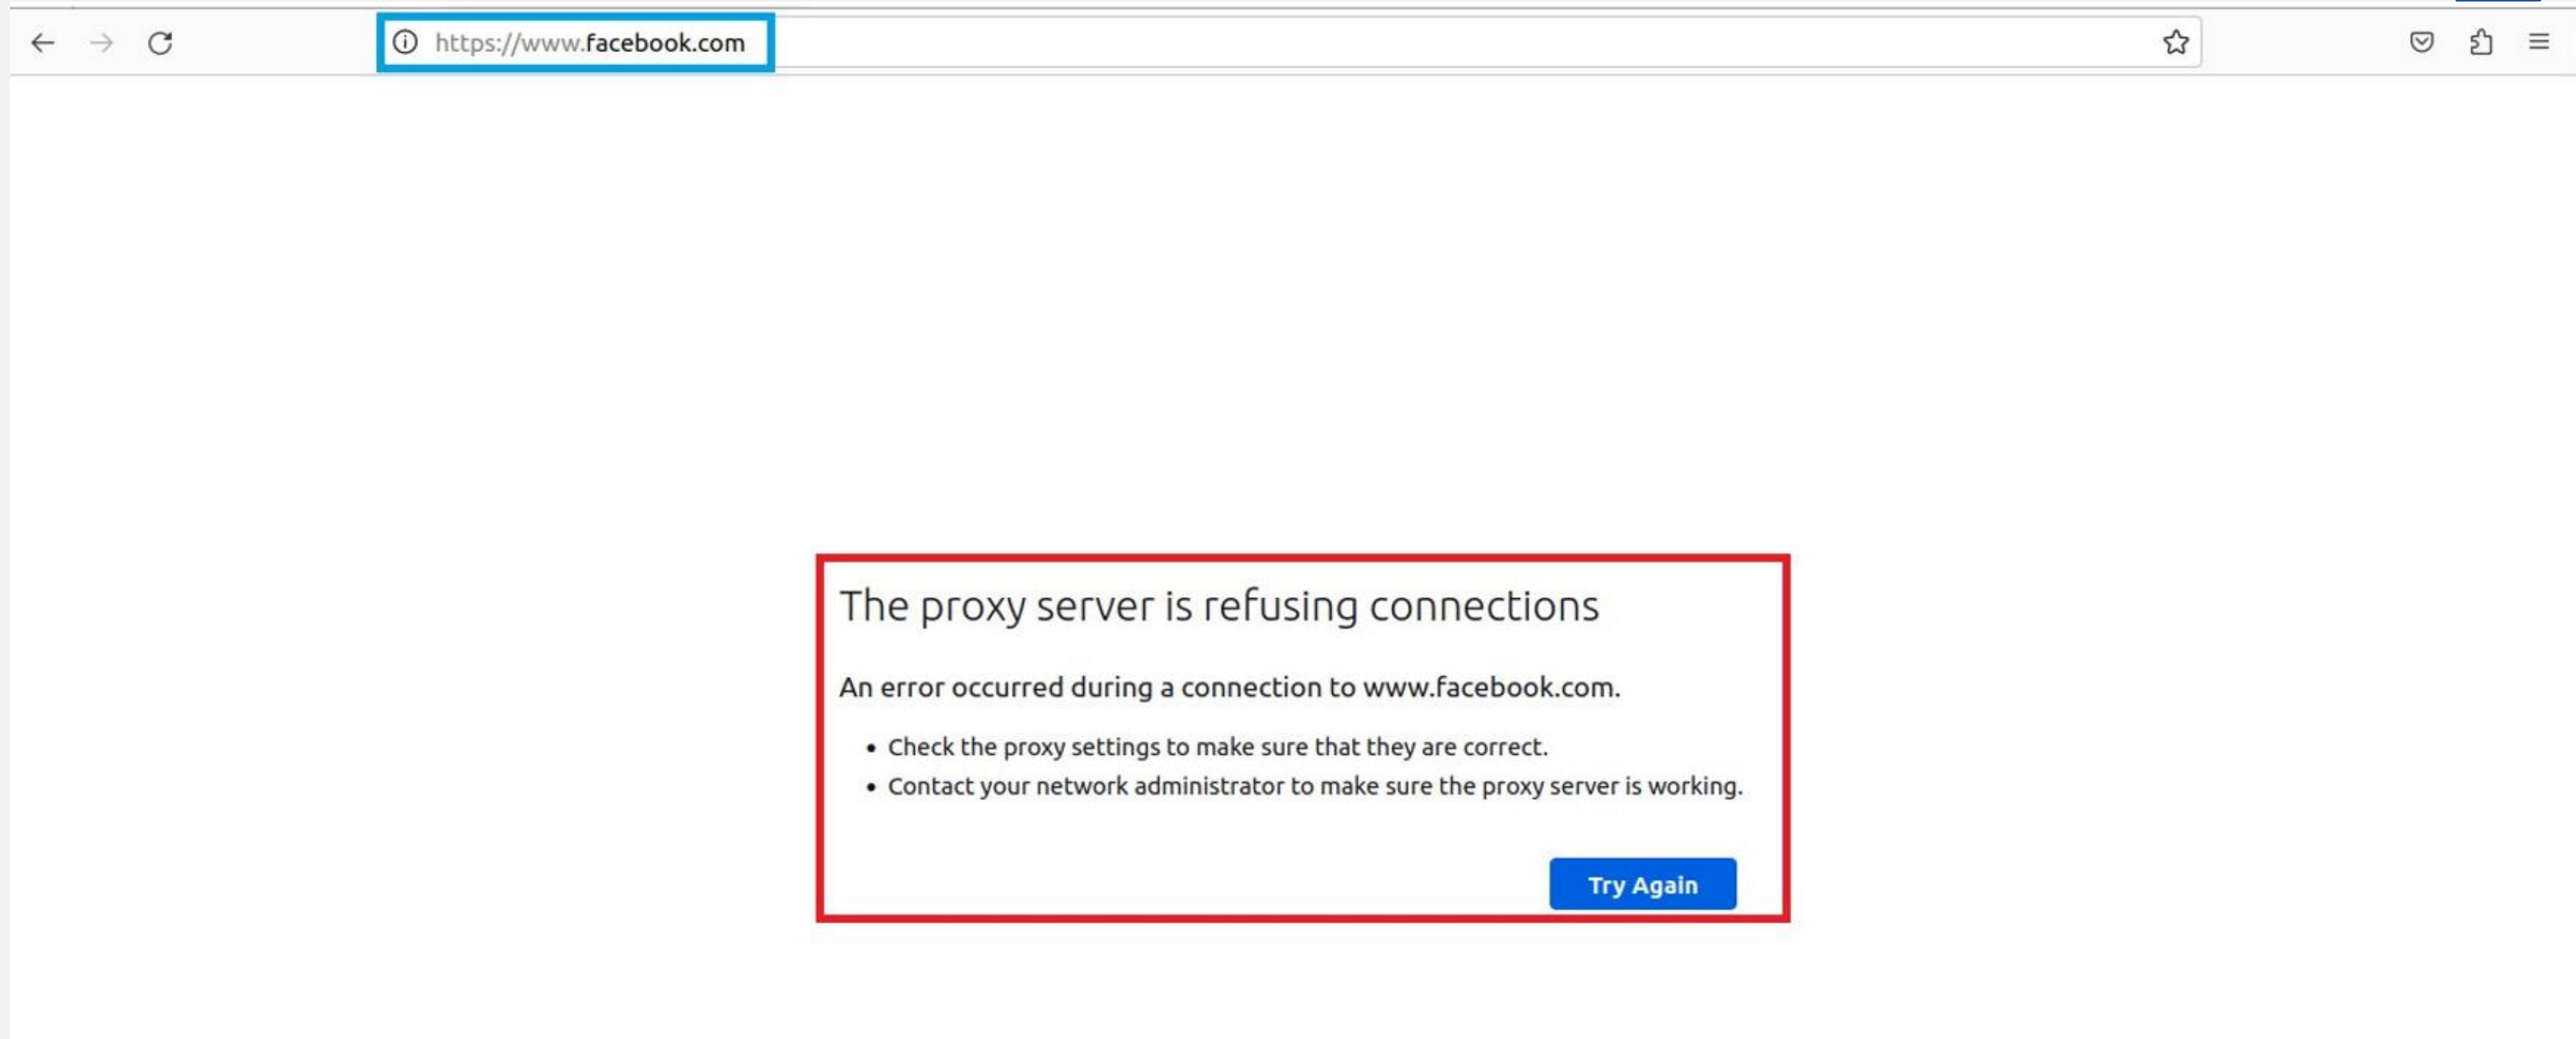 https://www.facebook.com
The proxy server is refusing connections
An error occurred during a connection to www.facebook.com.
• Check the proxy settings to make sure that they are correct.
• Contact your network administrator to make sure the proxy server is working.
Try Again